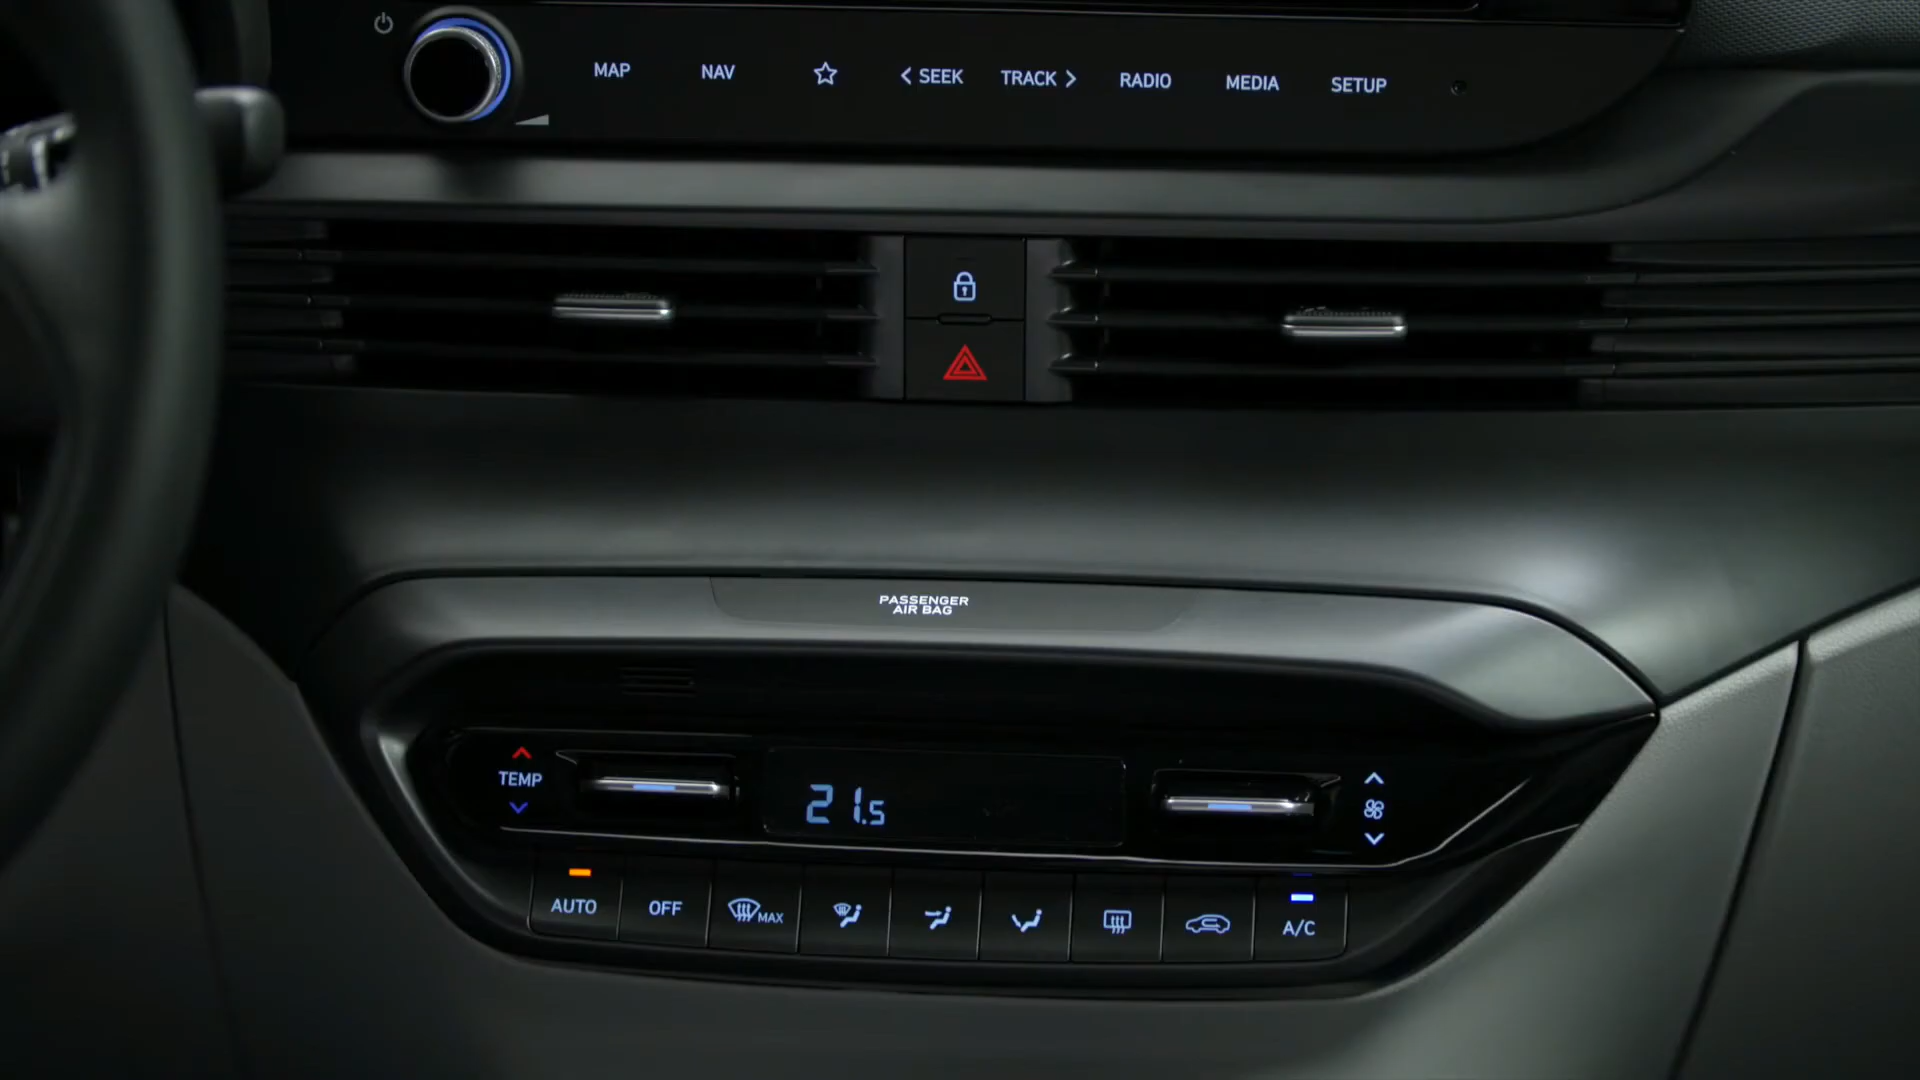 MAP NAV SEEK TRACK RADIO MEDIA SETUP
PASSENGER
AIR BAG
TEMP
21.5
AUTO OFF MAX A/C